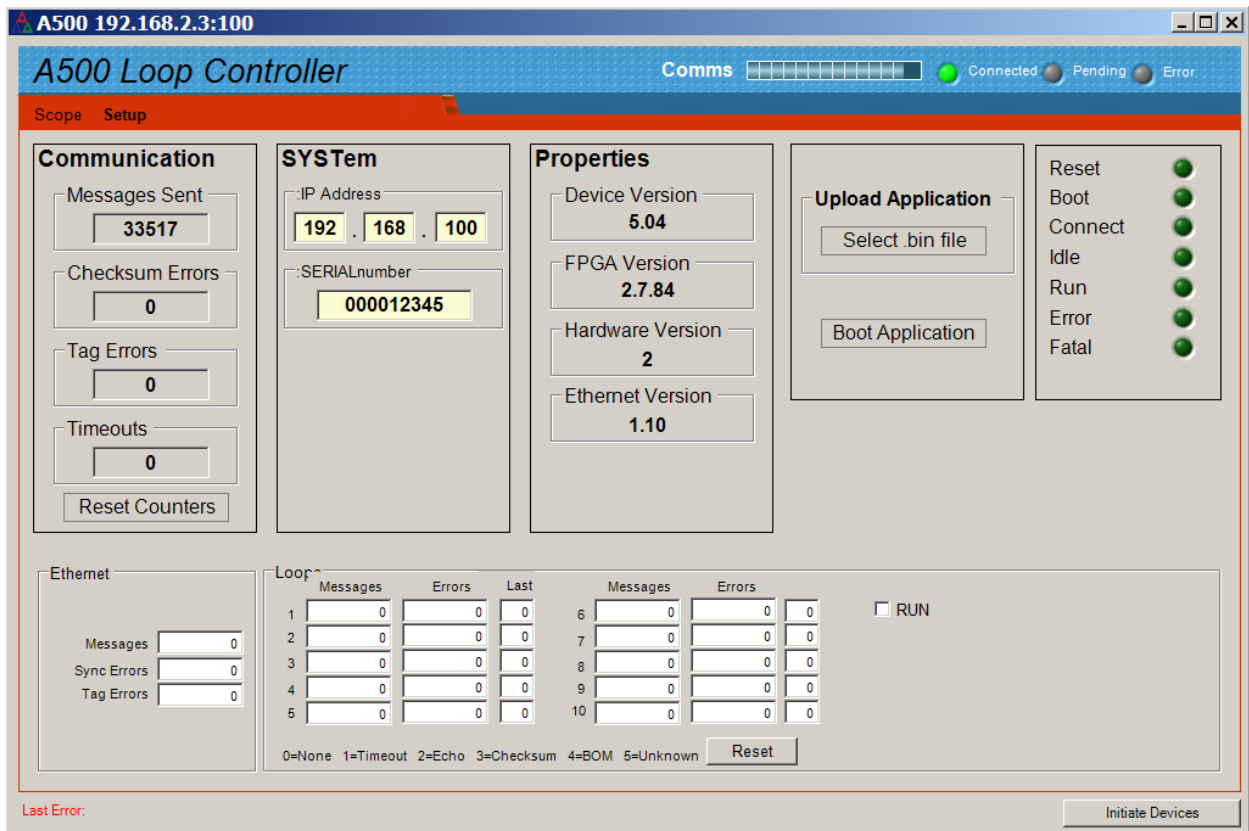 A500 192.168.2.3:100
A500 Loop Controller
Comms Connected Pending Error
Scope Setup
Communication
Messages Sent
33517
Checksum Errors
0
Tag Errors
0
Timeouts
0
Reset Counters
SYSTem
:IP Address
192 . 168 . 100
:SERIALnumber
000012345
Properties
Device Version
5.04
FPGA Version
2.7.84
Hardware Version
2
Ethernet Version
1.10
Upload Application
Select .bin file
Boot Application
Reset
Boot
Connect
Idle
Run
Error
Fatal
Ethernet
Messages 0
Sync Errors 0
Tag Errors 0
Loops
Messages Errors Last Messages Errors
1 0 0 0 6 0 0 0
2 0 0 0 7 0 0 0
3 0 0 0 8 0 0 0
4 0 0 0 9 0 0 0
5 0 0 0 10 0 0 0
RUN
0=None 1=Timeout 2=Echo 3=Checksum 4=BOM 5=Unknown Reset
Last Error: Initiate Devices